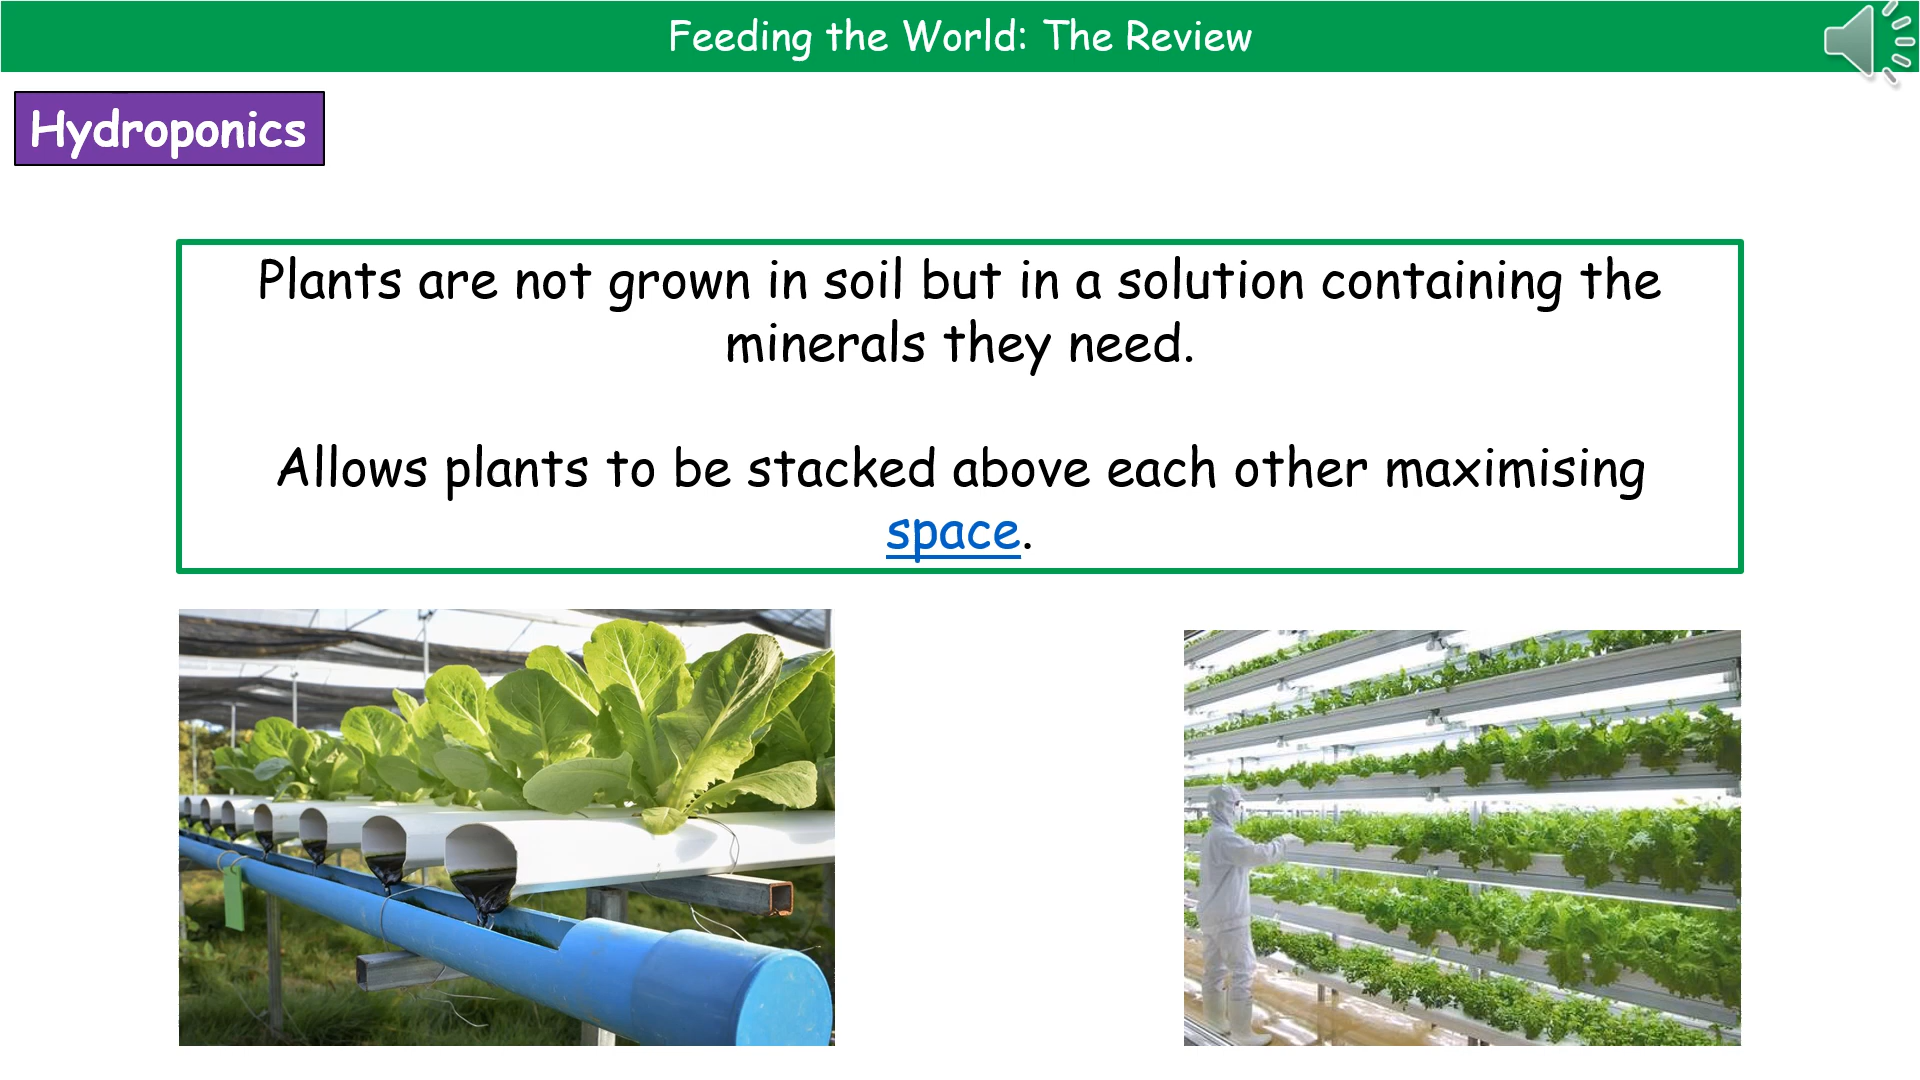 Feeding the World: The Review
Hydroponics
Plants are not grown in soil but in a solution containing the
minerals they need.
Allows plants to be stacked above each other maximising
space.